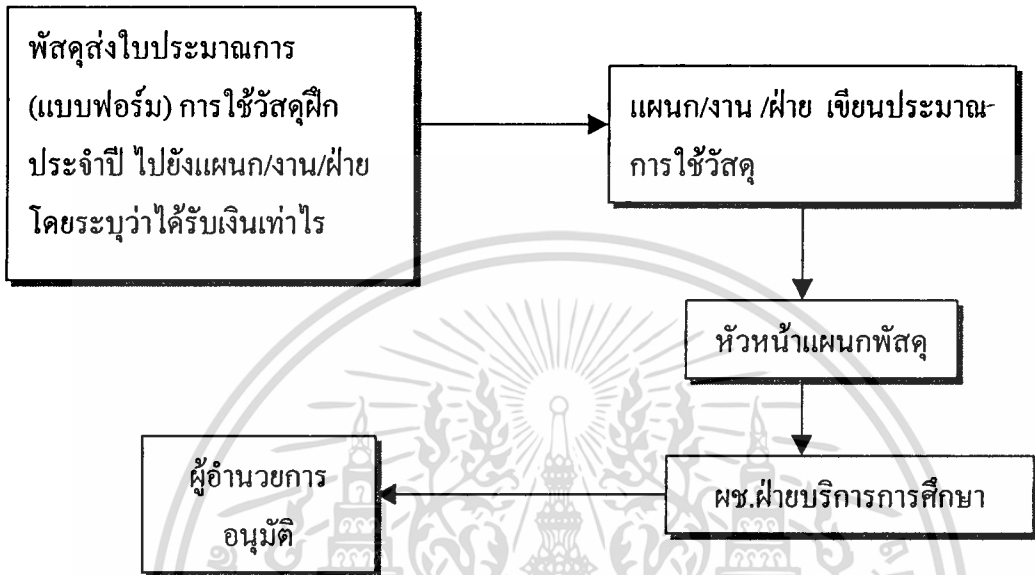 พัสดุส่งใบประมาณการ
(แบบฟอร์ม) การใช้วัสดุฝึก
ประจำปี ไปยังแผนก/งาน/ฝ่าย
โดยระบุว่าได้รับเงินเท่าไร
แผนก/งาน /ฝ่าย เขียนประมาณ-
การใช้วัสดุ
หัวหน้าแผนกพัสดุ
ผช.ฝ่ายบริการการศึกษา
ผู้อำนวยการ
อนุมัติ